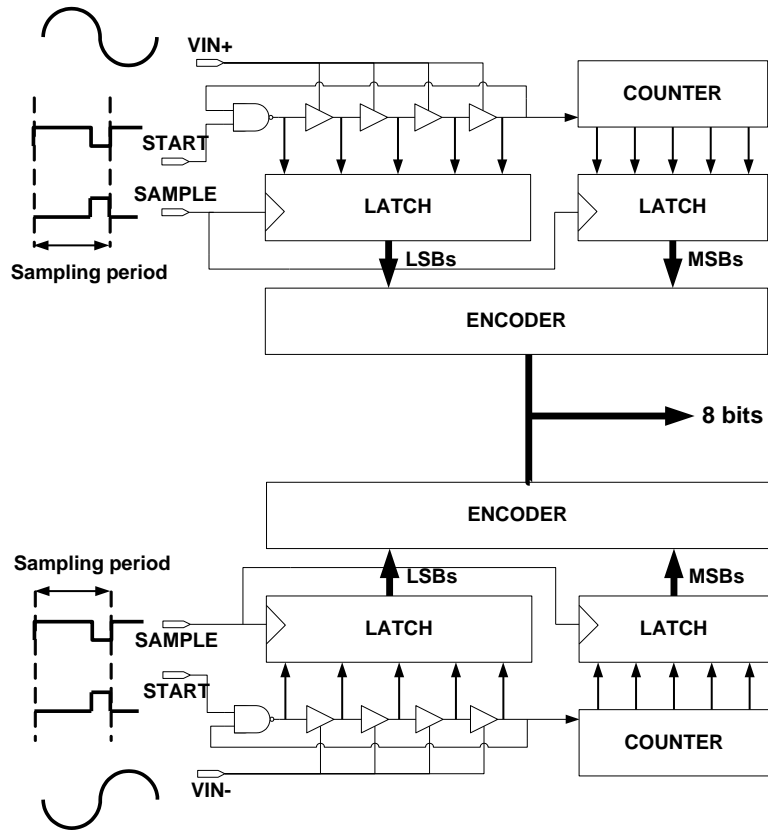 VIN+
COUNTER
START
SAMPLE
LATCH
LATCH
Sampling period
LSBs
MSBs
ENCODER
8 bits
ENCODER
Sampling period
LSBs
MSBs
SAMPLE
LATCH
LATCH
START
COUNTER
VIN-